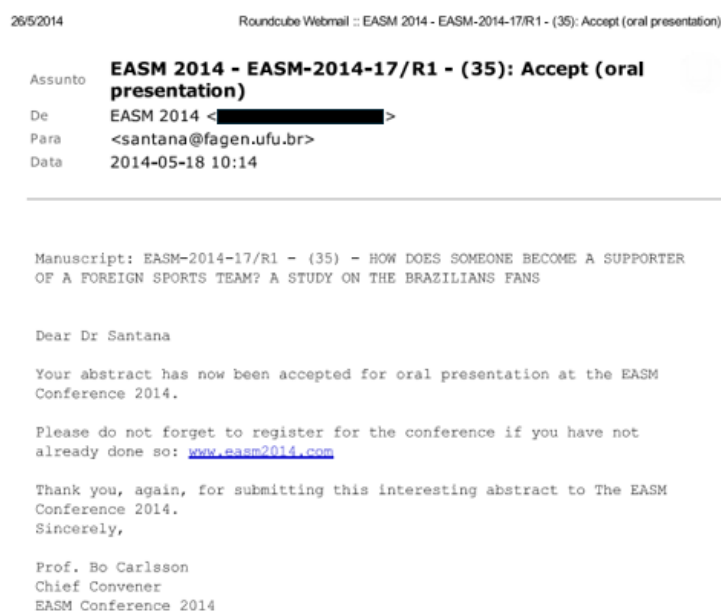 26/5/2014 Roundcube Webmail :: EASM 2014 - EASM-2014-17/R1 - (35): Accept (oral presentation)
Assunto EASM 2014 - EASM-2014-17/R1 - (35): Accept (oral
presentation)
De EASM 2014 < >
Para <santana@fagen.ufu.br>
Data 2014-05-18 10:14
Manuscript: EASM-2014-17/R1 - (35) - HOW DOES SOMEONE BECOME A SUPPORTER
OF A FOREIGN SPORTS TEAM? A STUDY ON THE BRAZILIANS FANS
Dear Dr Santana
Your abstract has now been accepted for oral presentation at the EASM
Conference 2014.
Please do not forget to register for the conference if you have not
already done so: www.easm2014.com
Thank you, again, for submitting this interesting abstract to The EASM
Conference 2014.
Sincerely,
Prof. Bo Carlsson
Chief Convener
EASM Conference 2014